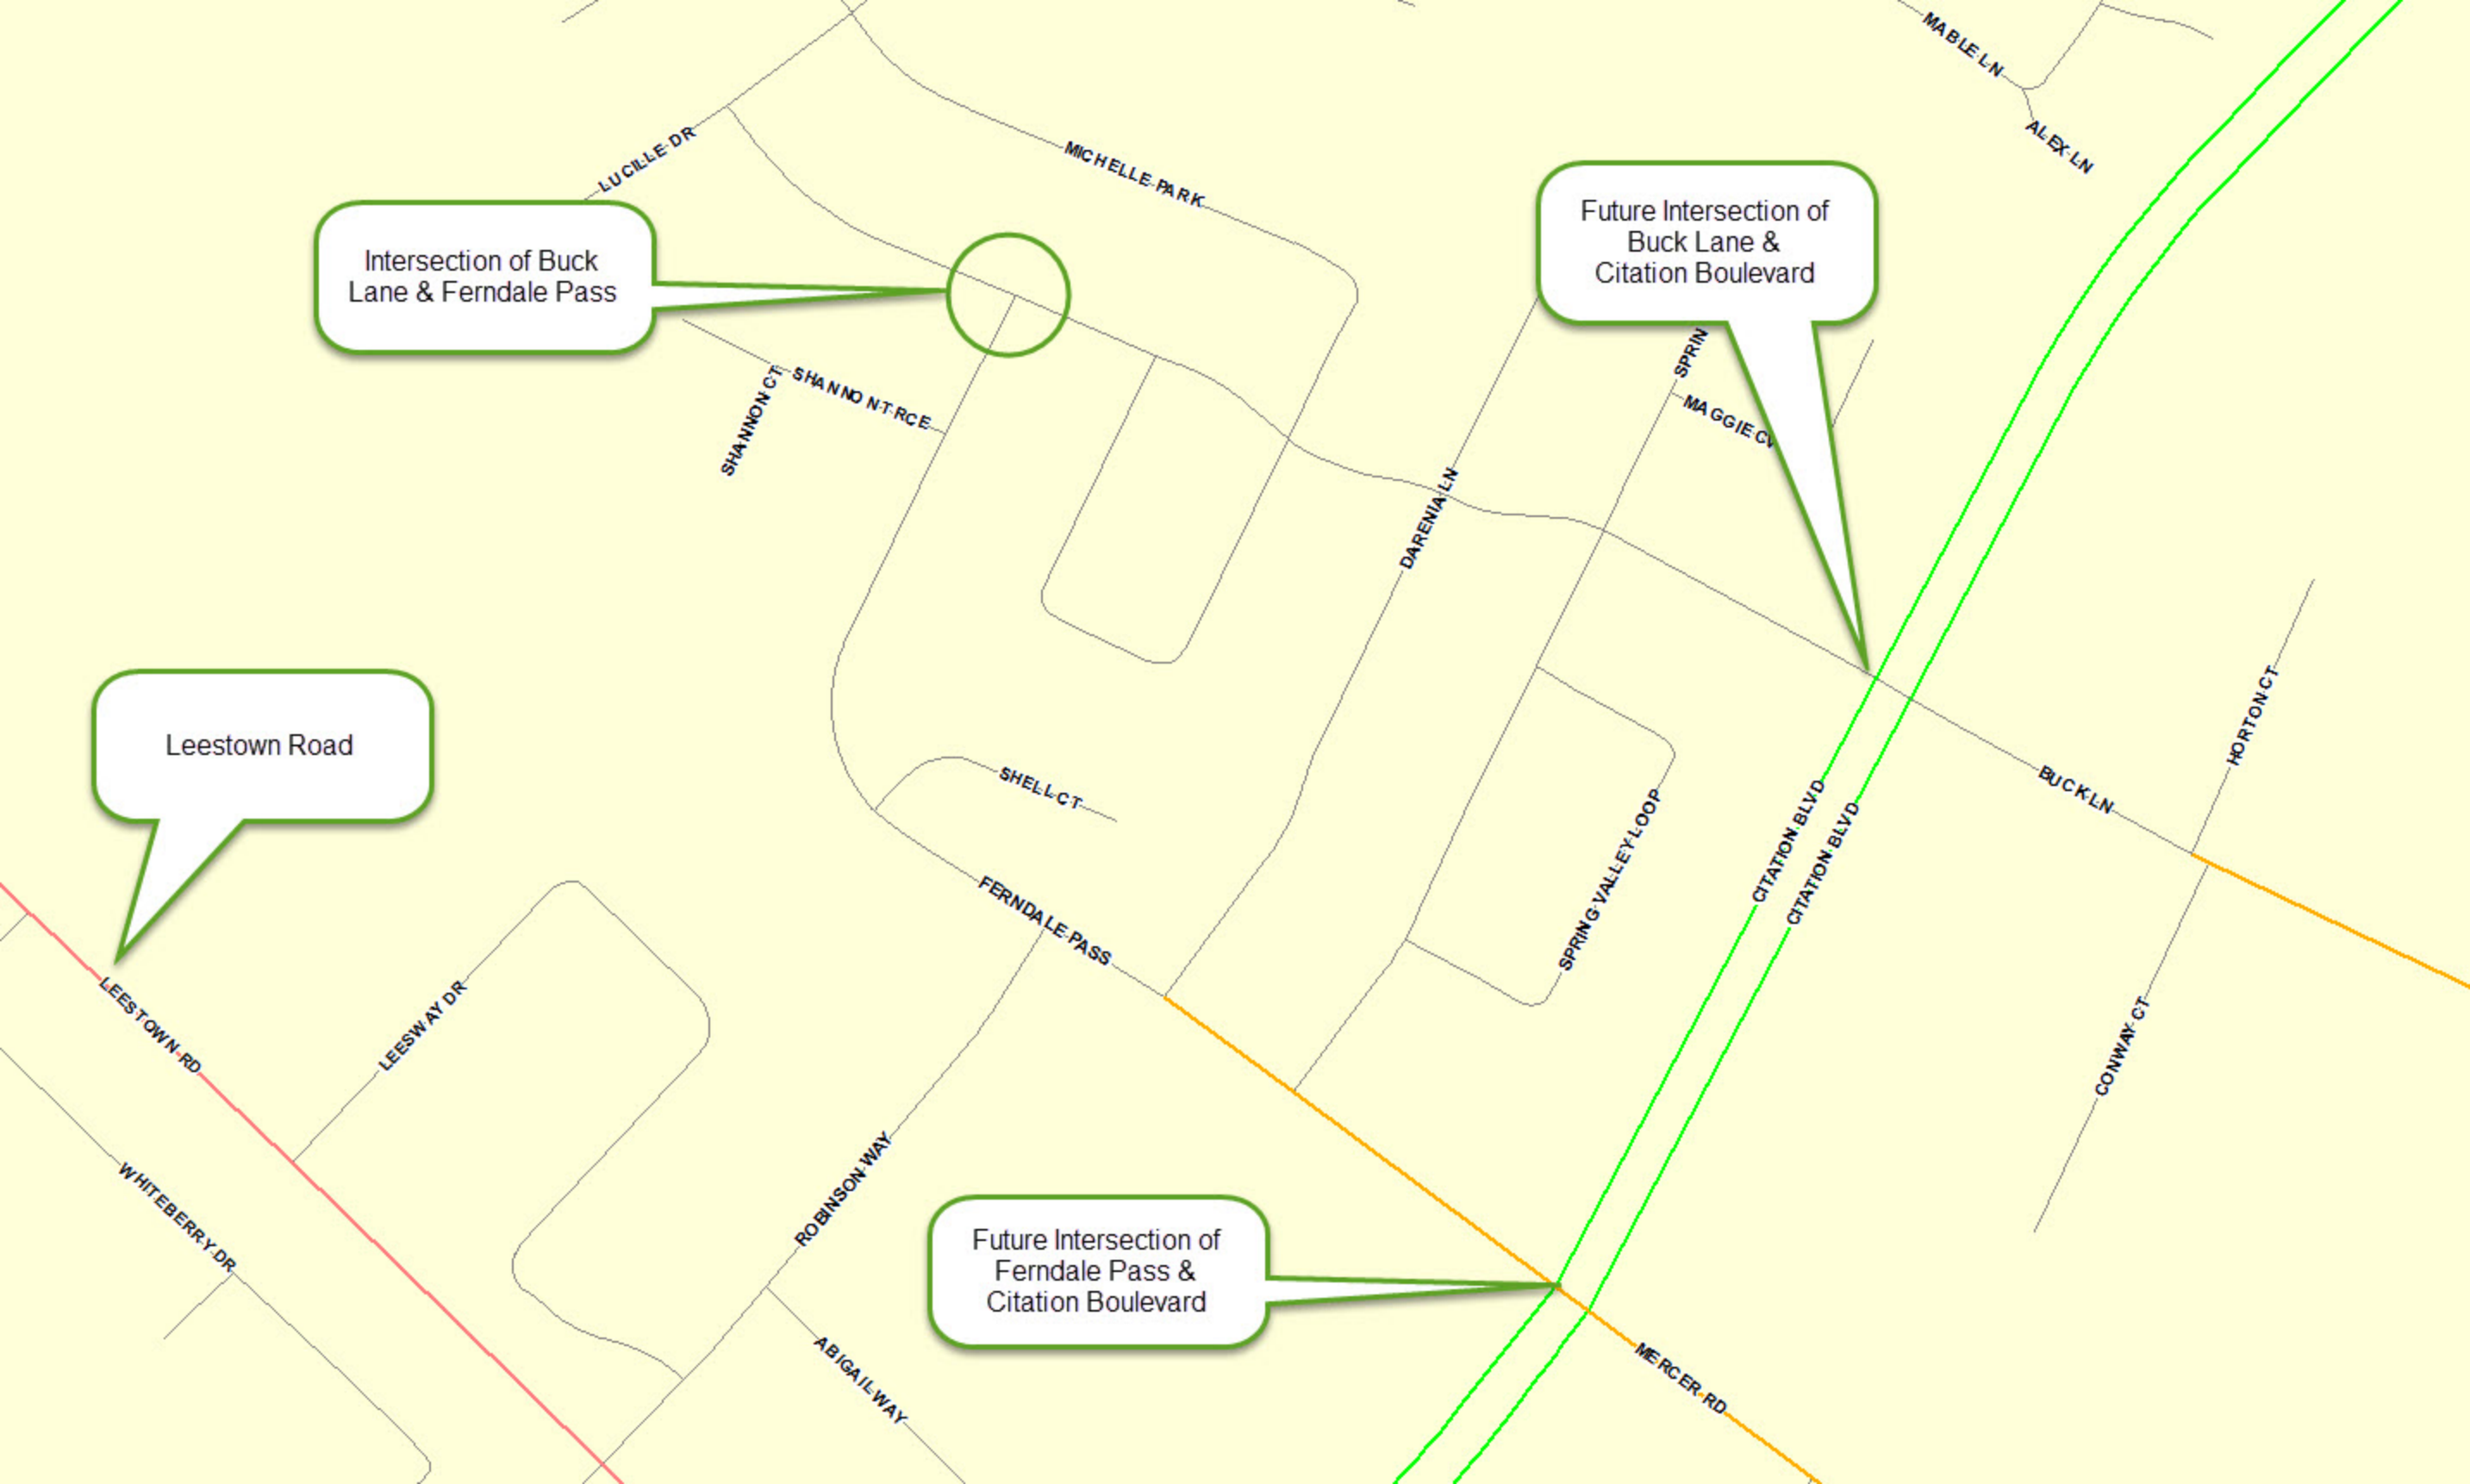 MABLE LN
ALEX LN
LUCILLE DR
MICHELLE PARK
Future Intersection of
Buck Lane &
Citation Boulevard
Intersection of Buck
Lane & Ferndale Pass
SHANNON CT
SHANNON TRCE
SPRIN
MAGGIE CV
DARENIA LN
Leestown Road
SHELL CT
HORTON CT
BUCK LN
CITATION BLVD
CITATION BLVD
SPRING VALLEY LOOP
FERNDALE PASS
LEESTOWN RD
LEESWAY DR
CONWAY CT
WHITEBERRY DR
ROBINSON WAY
Future Intersection of
Ferndale Pass &
Citation Boulevard
ABIGAIL WAY
MERCER RD